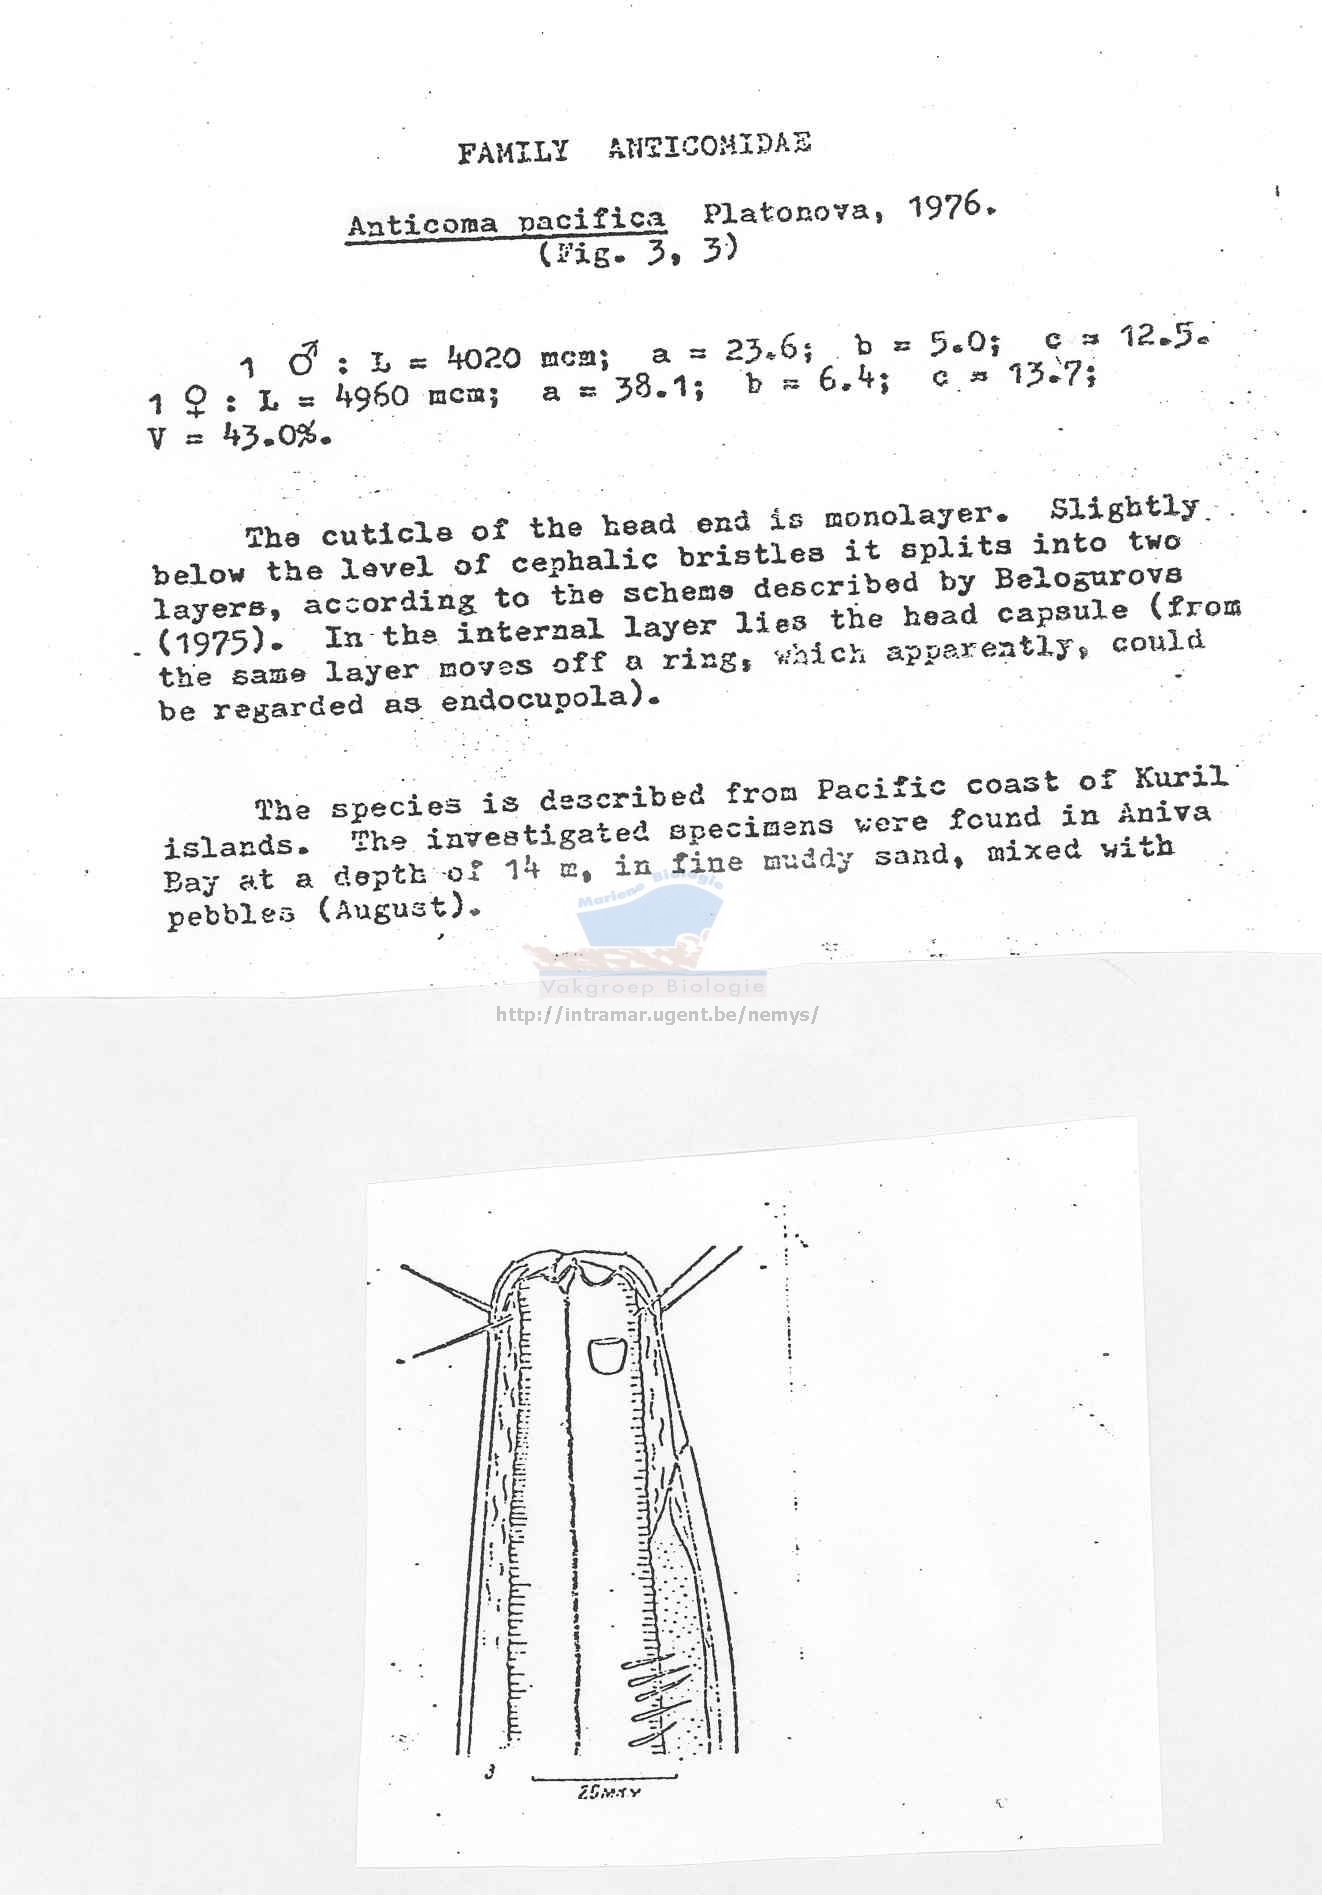 FAMILY ANTICOMIDAE
Anticoma pacifica Platonova, 1976.
(Fig. 3, 3)
1 ♂ : L = 4020 mcm; a = 23.6; b = 5.0; c = 12.5.
1 ♀ : L = 4960 mcm; a = 38.1; b = 6.4; c = 13.7;
V = 43.0%.
The cuticle of the head end is monolayer. Slightly
below the level of cephalic bristles it splits into two
layers, according to the scheme described by Belogurova
(1975). In the internal layer lies the head capsule (from
the same layer moves off a ring, which apparently, could
be regarded as endocupola).
The species is described from Pacific coast of Kuril
islands. The investigated specimens were found in Aniva
Bay at a depth of 14 m, in fine muddy sand, mixed with
pebbles (August).
Mariene Biologie
Vakgroep Biologie
http://intramar.ugent.be/nemys/
3
25